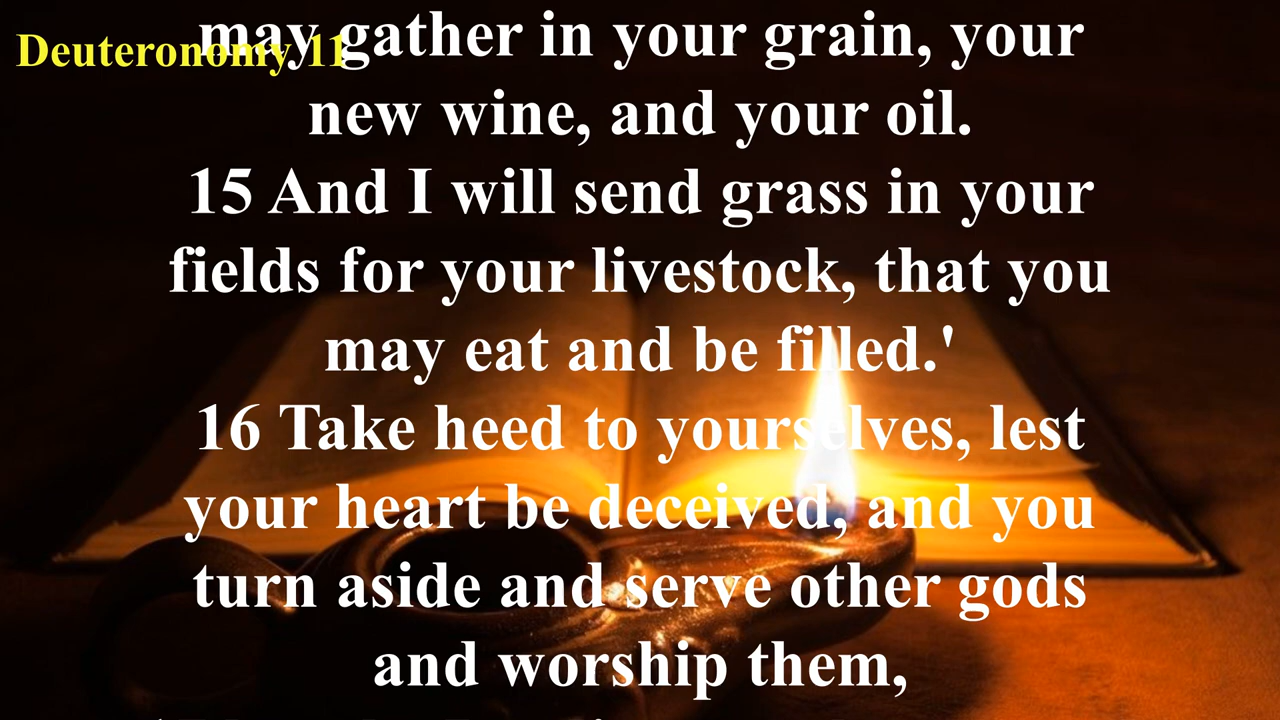 Deuteronomy 11
may gather in your grain, your
new wine, and your oil.
15 And I will send grass in your
fields for your livestock, that you
may eat and be filled.'
16 Take heed to yourselves, lest
your heart be deceived, and you
turn aside and serve other gods
and worship them,